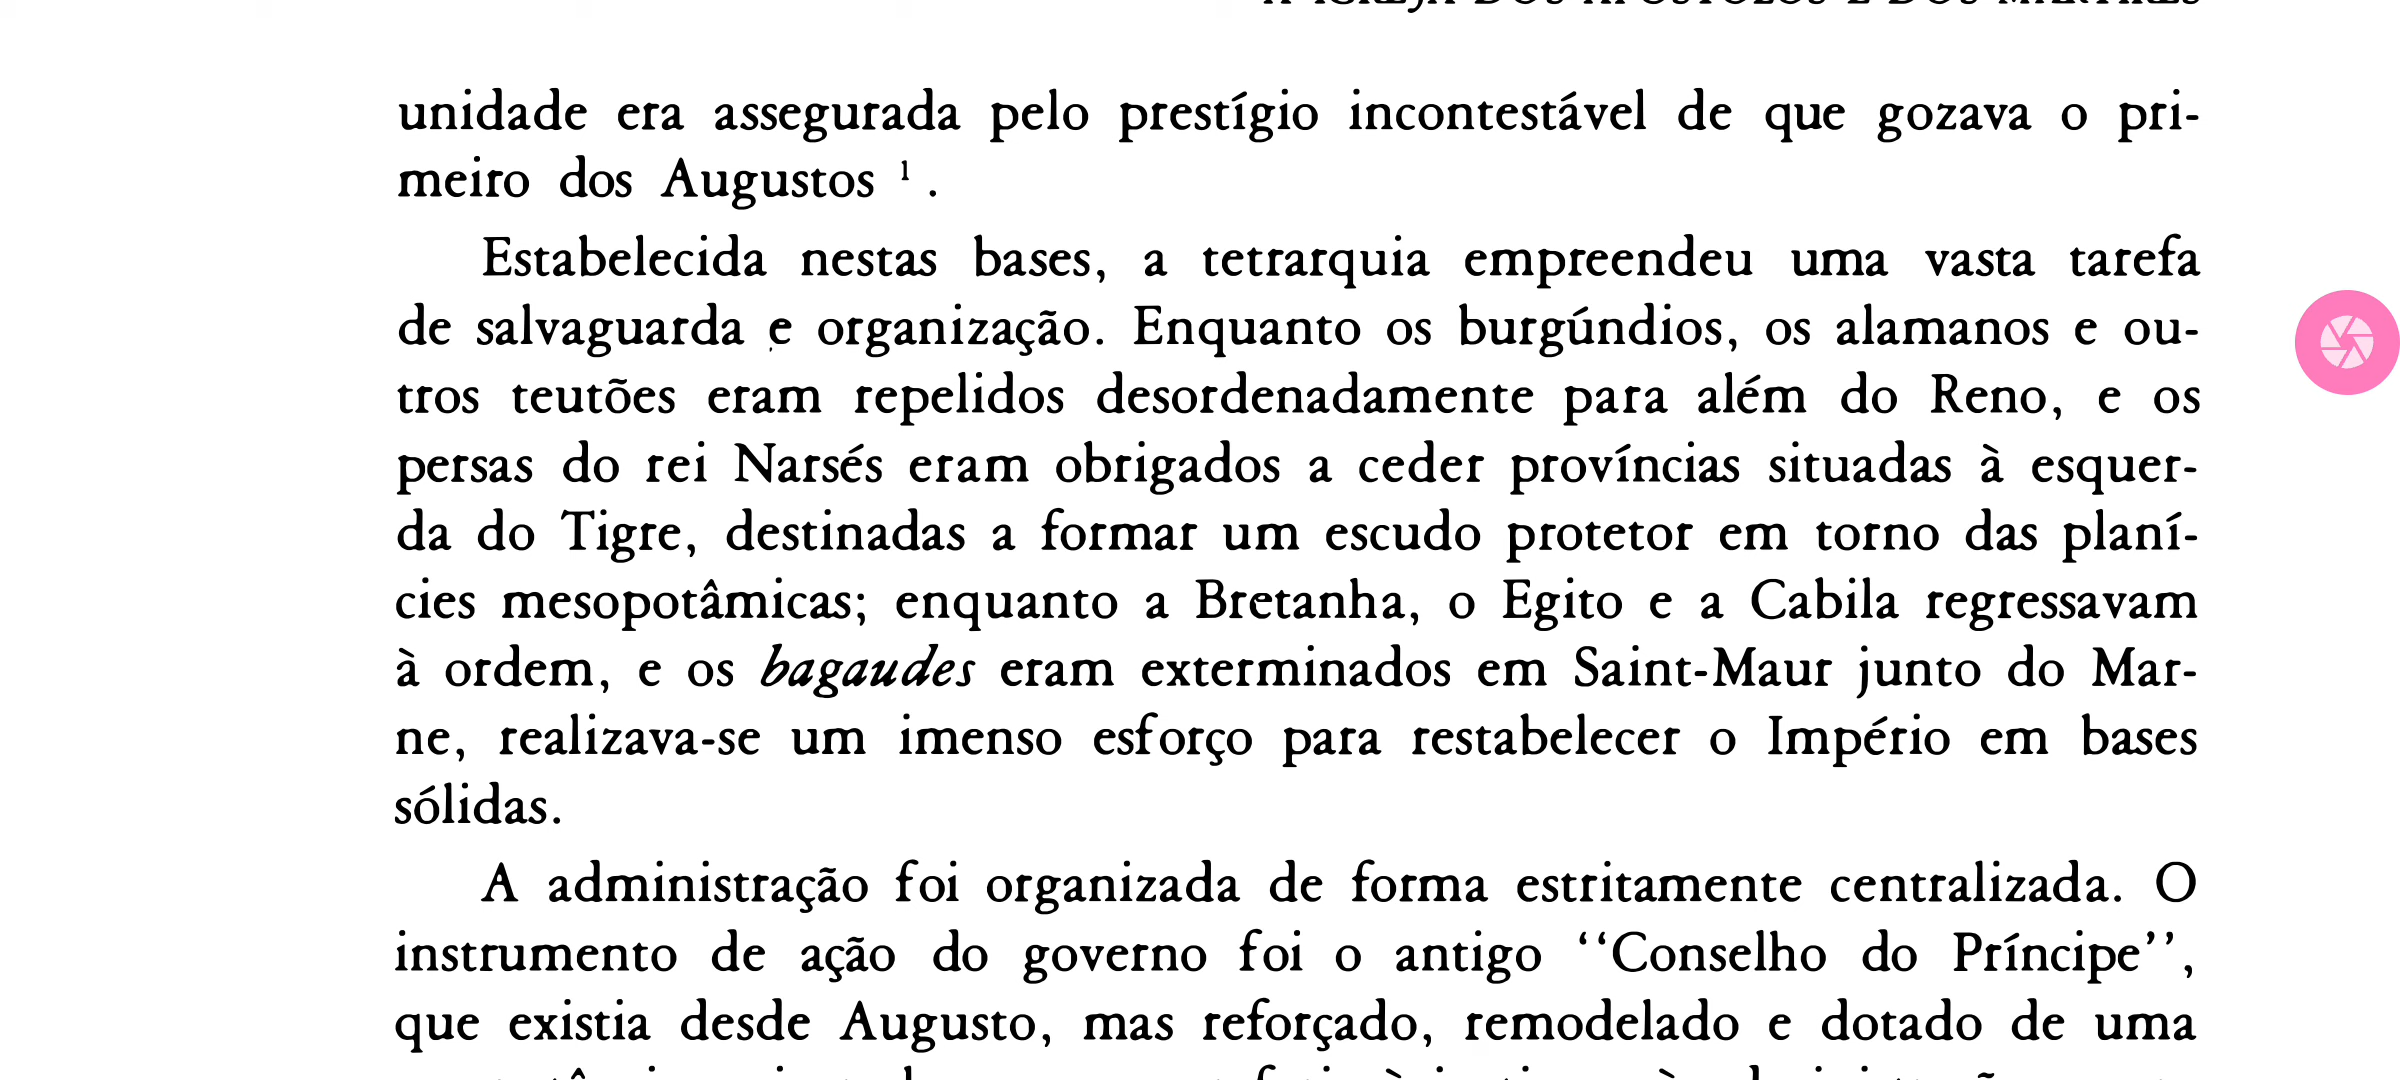 A IGREJA DOS APÓSTOLOS E DOS MÁRTIRES
unidade era assegurada pelo prestígio incontestável de que gozava o pri-
meiro dos Augustos ¹ .
Estabelecida nestas bases, a tetrarquia empreendeu uma vasta tarefa
de salvaguarda e organização. Enquanto os burgúndios, os alamanos e ou-
tros teutões eram repelidos desordenadamente para além do Reno, e os
persas do rei Narsés eram obrigados a ceder províncias situadas à esquer-
da do Tigre, destinadas a formar um escudo protetor em torno das planí-
cies mesopotâmicas; enquanto a Bretanha, o Egito e a Cabila regressavam
à ordem, e os bagaudes eram exterminados em Saint-Maur junto do Mar-
ne, realizava-se um imenso esforço para restabelecer o Império em bases
sólidas.
A administração foi organizada de forma estritamente centralizada. O
instrumento de ação do governo foi o antigo ‘‘Conselho do Príncipe’’,
que existia desde Augusto, mas reforçado, remodelado e dotado de uma